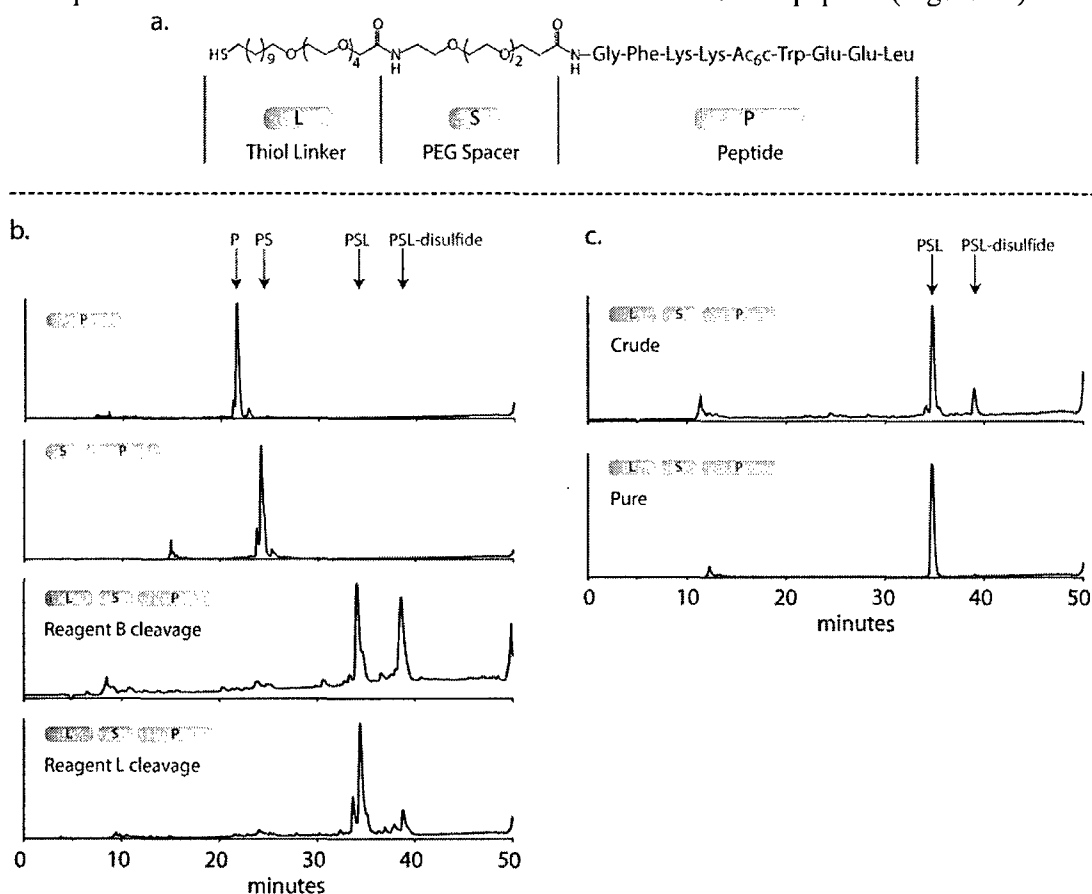 a.
HS 9 O O 4 O N H O O 2 O N H Gly-Phe-Lys-Lys-Ac6c-Trp-Glu-Glu-Leu
L S P
Thiol Linker PEG Spacer Peptide
b.
P PS PSL PSL-disulfide
P
S P
L S P
Reagent B cleavage
L S P
Reagent L cleavage
0 10 20 30 40 50
minutes
c.
PSL PSL-disulfide
L S P
Crude
L S P
Pure
0 10 20 30 40 50
minutes